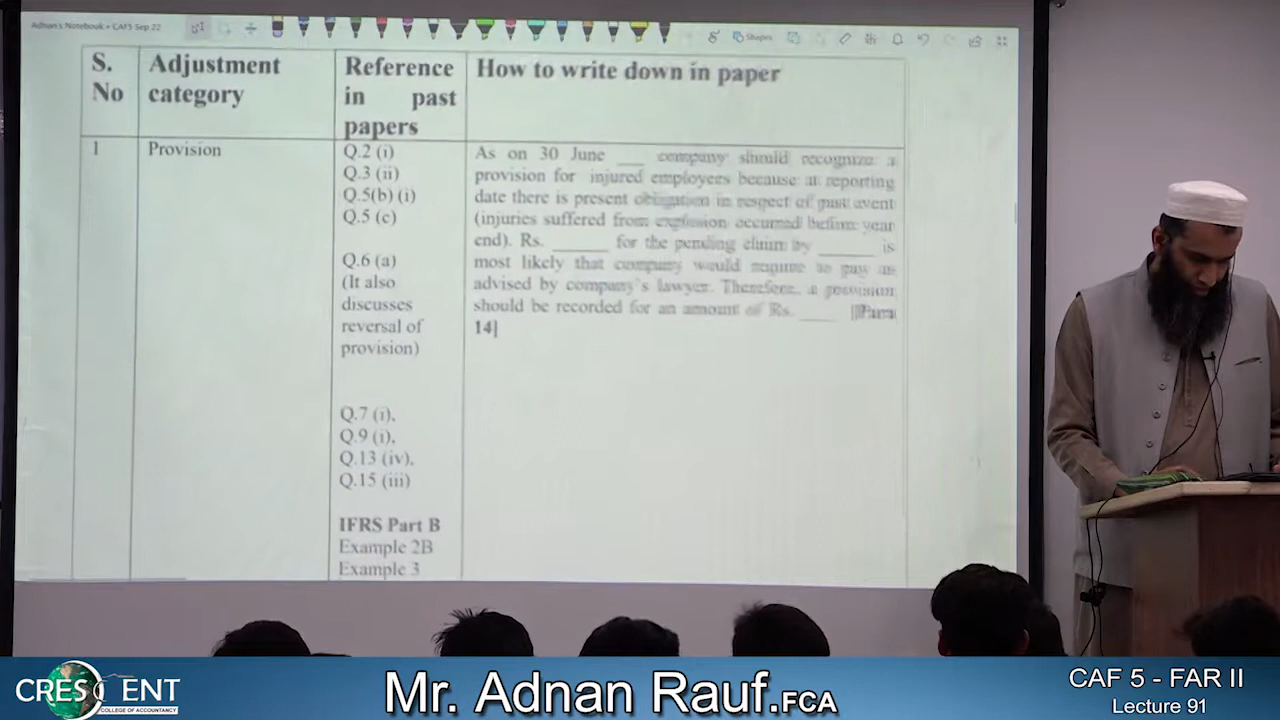 Adnan's Notebook • CAF5 Sep 22
Shapes
S. No
Adjustment category
Reference in past papers
How to write down in paper
1
Provision
Q.2 (i)
Q.3 (ii)
Q.5(b) (i)
Q.5 (c)
Q.6 (a)
(It also
discusses
reversal of
provision)
Q.7 (i),
Q.9 (i),
Q.13 (iv),
Q.15 (iii)
IFRS Part B
Example 2B
Example 3
As on 30 June ___ company should recognize a
provision for injured employees because at reporting
date there is present obligation in respect of past event
(injuries suffered from explosion occurred before year
end). Rs. ______ for the pending claim by ______ is
most likely that company would require to pay as
advised by company's lawyer. Therefore, a provision
should be recorded for an amount of Rs. ____ [Para
14]
CRESCENT
COLLEGE OF ACCOUNTANCY
Mr. Adnan Rauf.FCA
CAF 5 - FAR II
Lecture 91